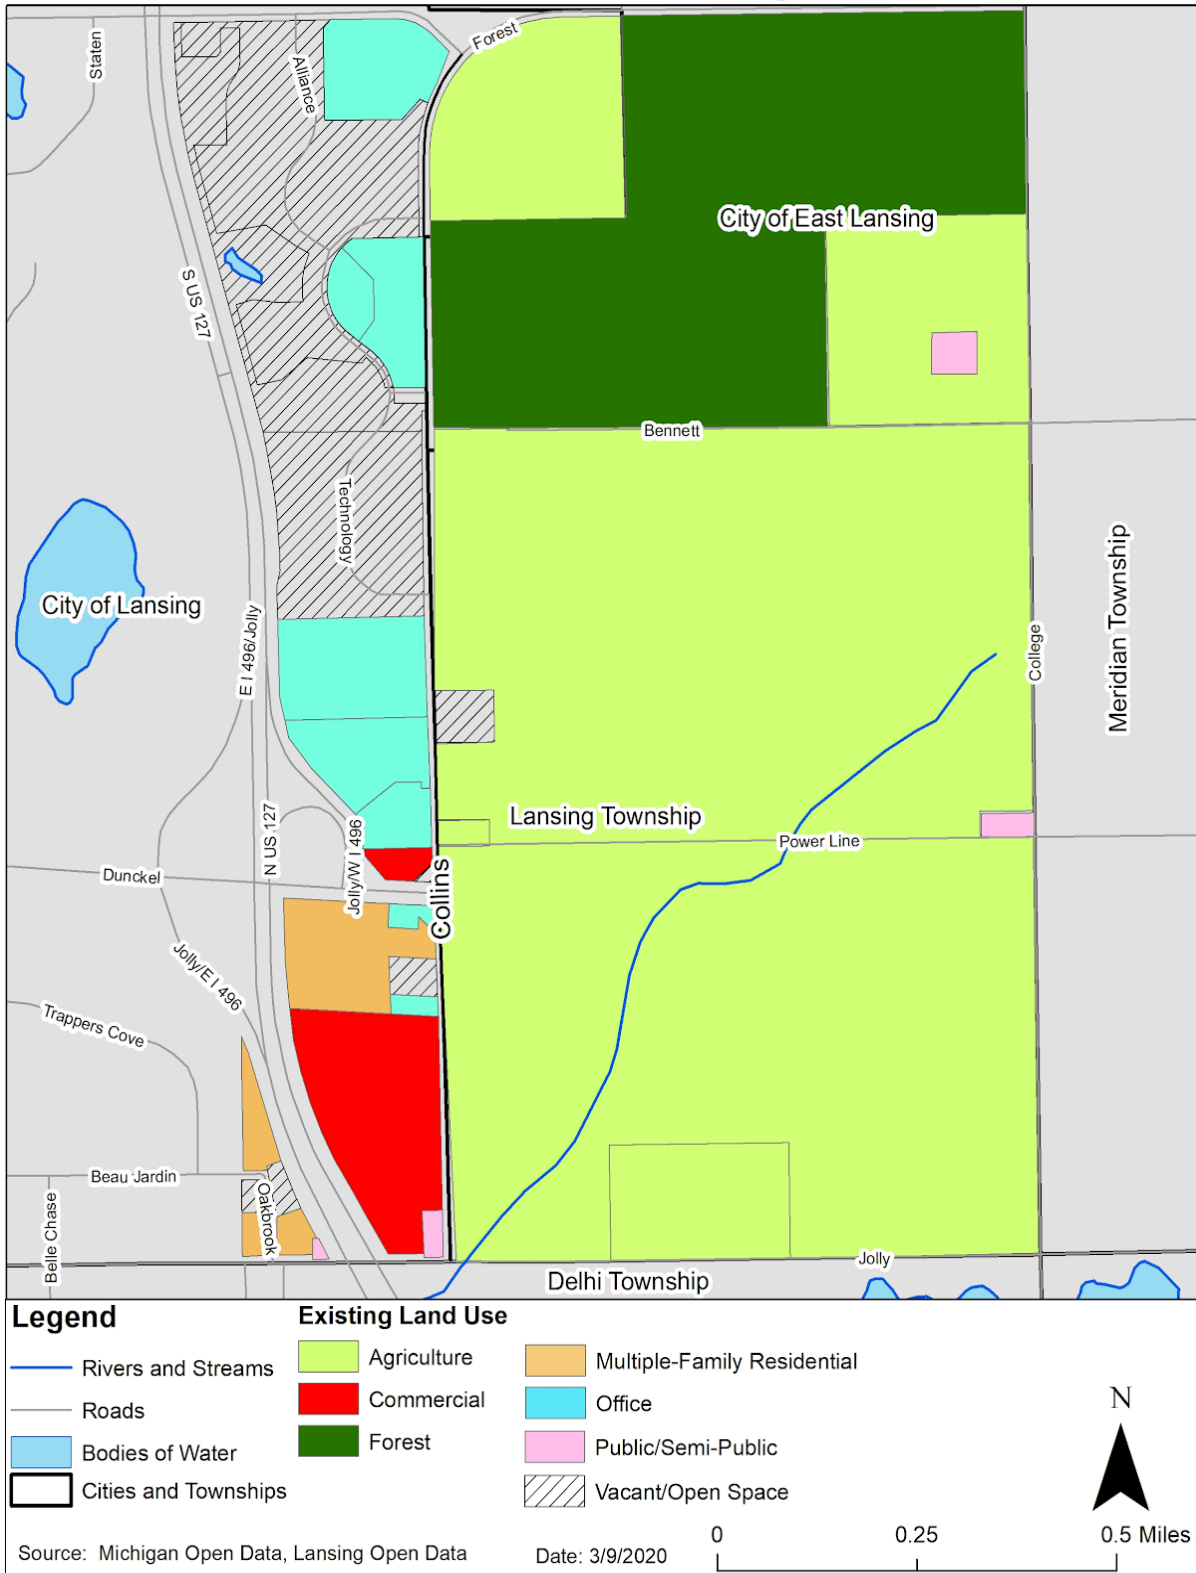 Forest
Staten
Alliance
City of East Lansing
S US 127
Bennett
Technology
City of Lansing
E I 496/Jolly
College
Meridian Township
Lansing Township
Power Line
N US 127
Jolly/W I 496
Dunckel
Collins
Jolly/E I 496
Trappers Cove
Beau Jardin
Oakbrook
Belle Chase
Jolly
Delhi Township
Legend
Rivers and Streams
Roads
Bodies of Water
Cities and Townships
Existing Land Use
Agriculture
Commercial
Forest
Multiple-Family Residential
Office
Public/Semi-Public
Vacant/Open Space
N
0 0.25 0.5 Miles
Source: Michigan Open Data, Lansing Open Data
Date: 3/9/2020